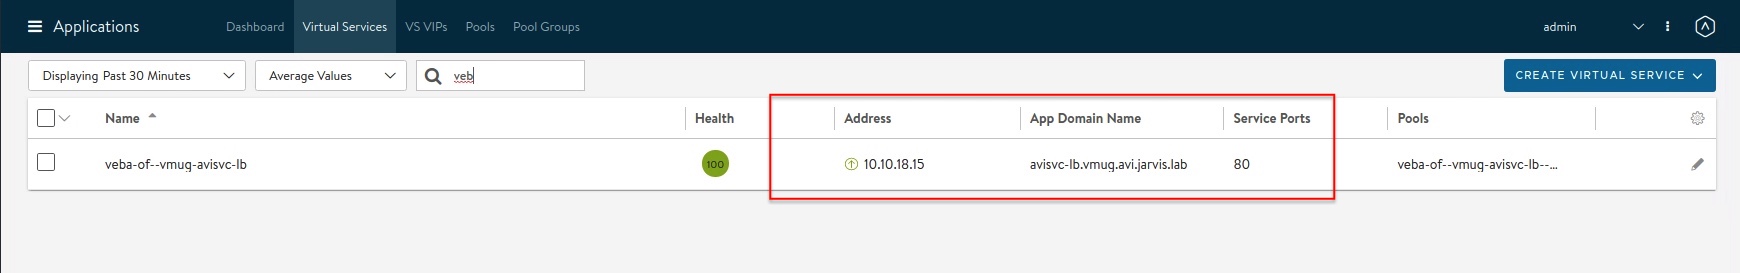 Applications Dashboard Virtual Services VS VIPs Pools Pool Groups admin
Displaying Past 30 Minutes Average Values veb CREATE VIRTUAL SERVICE
Name Health Address App Domain Name Service Ports Pools
veba-of--vmug-avisvc-lb 100 10.10.18.15 avisvc-lb.vmug.avi.jarvis.lab 80 veba-of--vmug-avisvc-lb--...